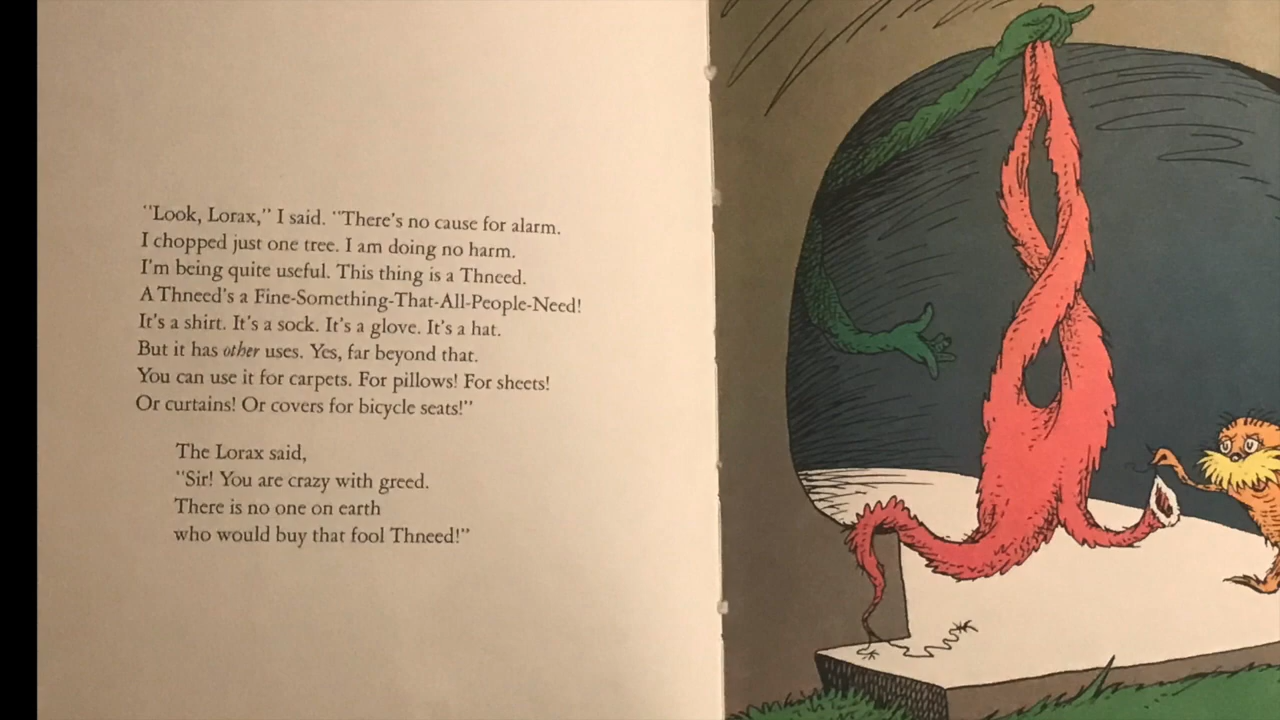 "Look, Lorax," I said. "There's no cause for alarm.
I chopped just one tree. I am doing no harm.
I'm being quite useful. This thing is a Thneed.
A Thneed's a Fine-Something-That-All-People-Need!
It's a shirt. It's a sock. It's a glove. It's a hat.
But it has other uses. Yes, far beyond that.
You can use it for carpets. For pillows! For sheets!
Or curtains! Or covers for bicycle seats!"
The Lorax said,
"Sir! You are crazy with greed.
There is no one on earth
who would buy that fool Thneed!"